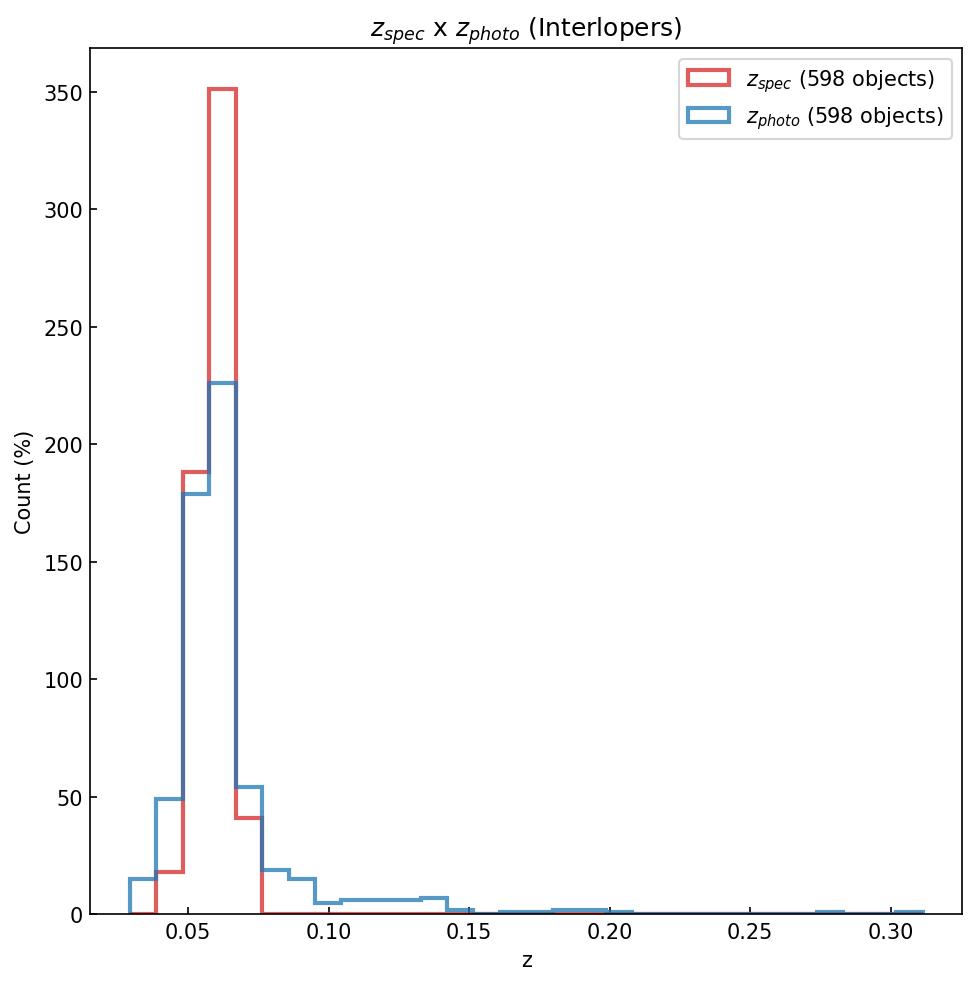 z_spec x z_photo (Interlopers)
z_spec (598 objects)
z_photo (598 objects)
Count (%)
350
300
250
200
150
100
50
0
0.05 0.10 0.15 0.20 0.25 0.30
z